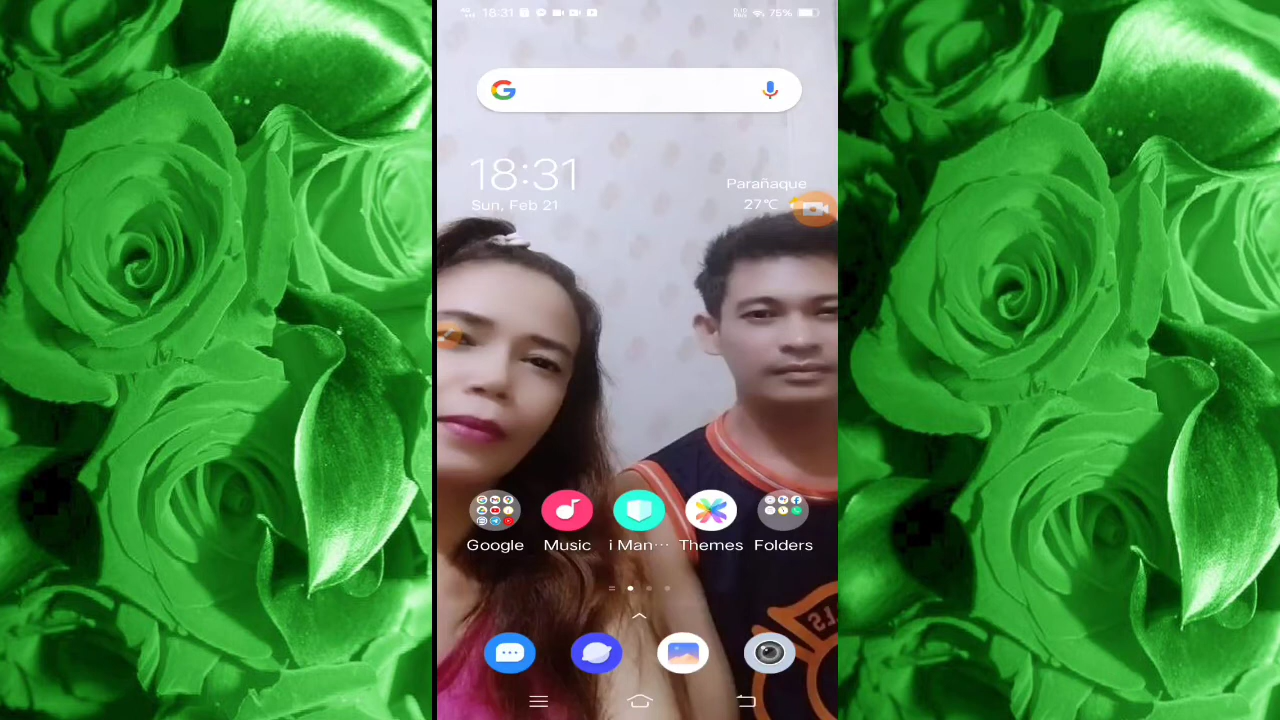 18:31 75%
18:31
Sun, Feb 21
Parañaque
27℃
Google Music i Man··· Themes Folders